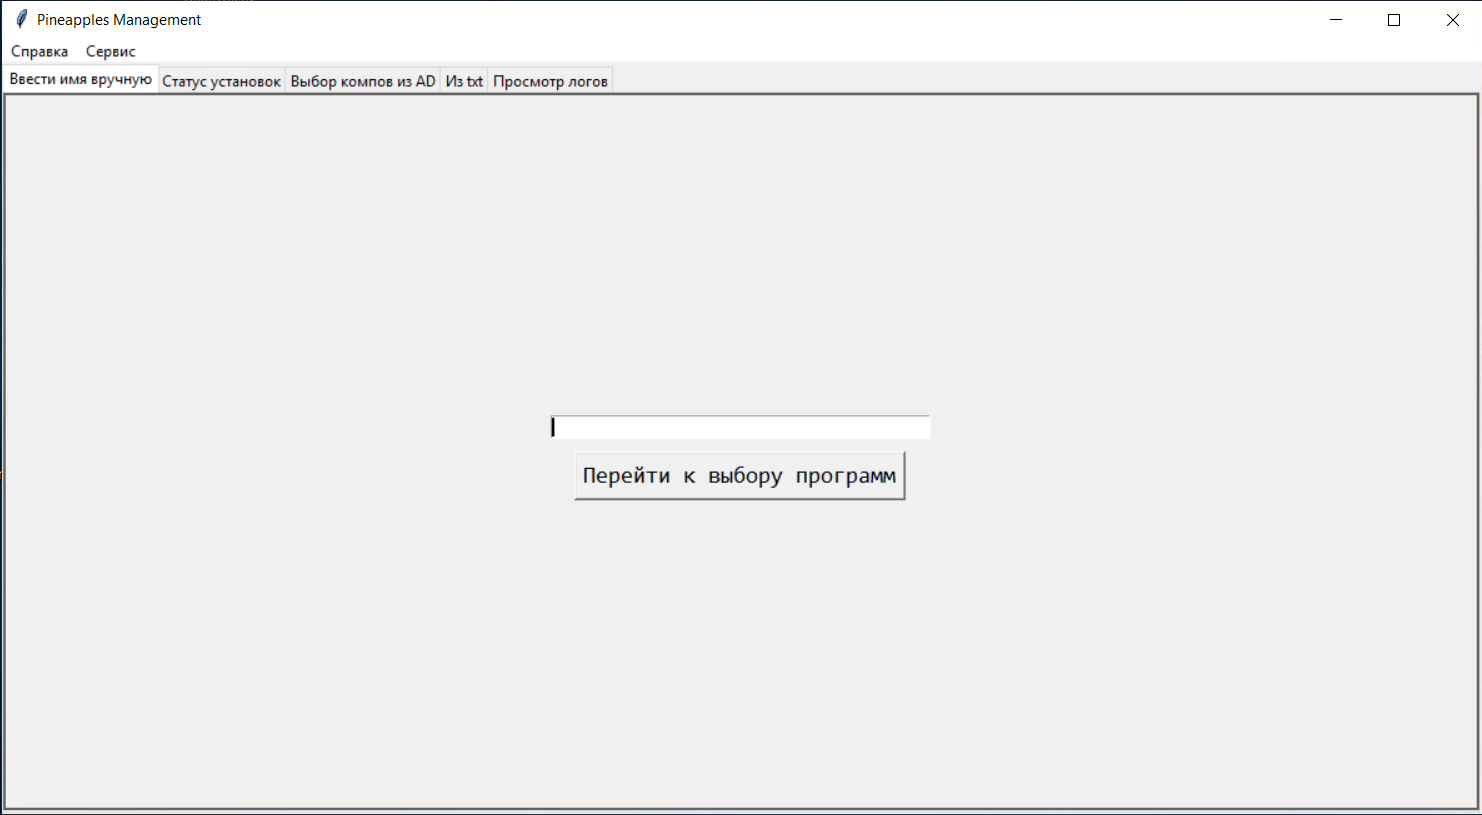 Pineapples Management
Справка Сервис
Ввести имя вручную Статус установок Выбор компов из AD Из txt Просмотр логов
Перейти к выбору программ